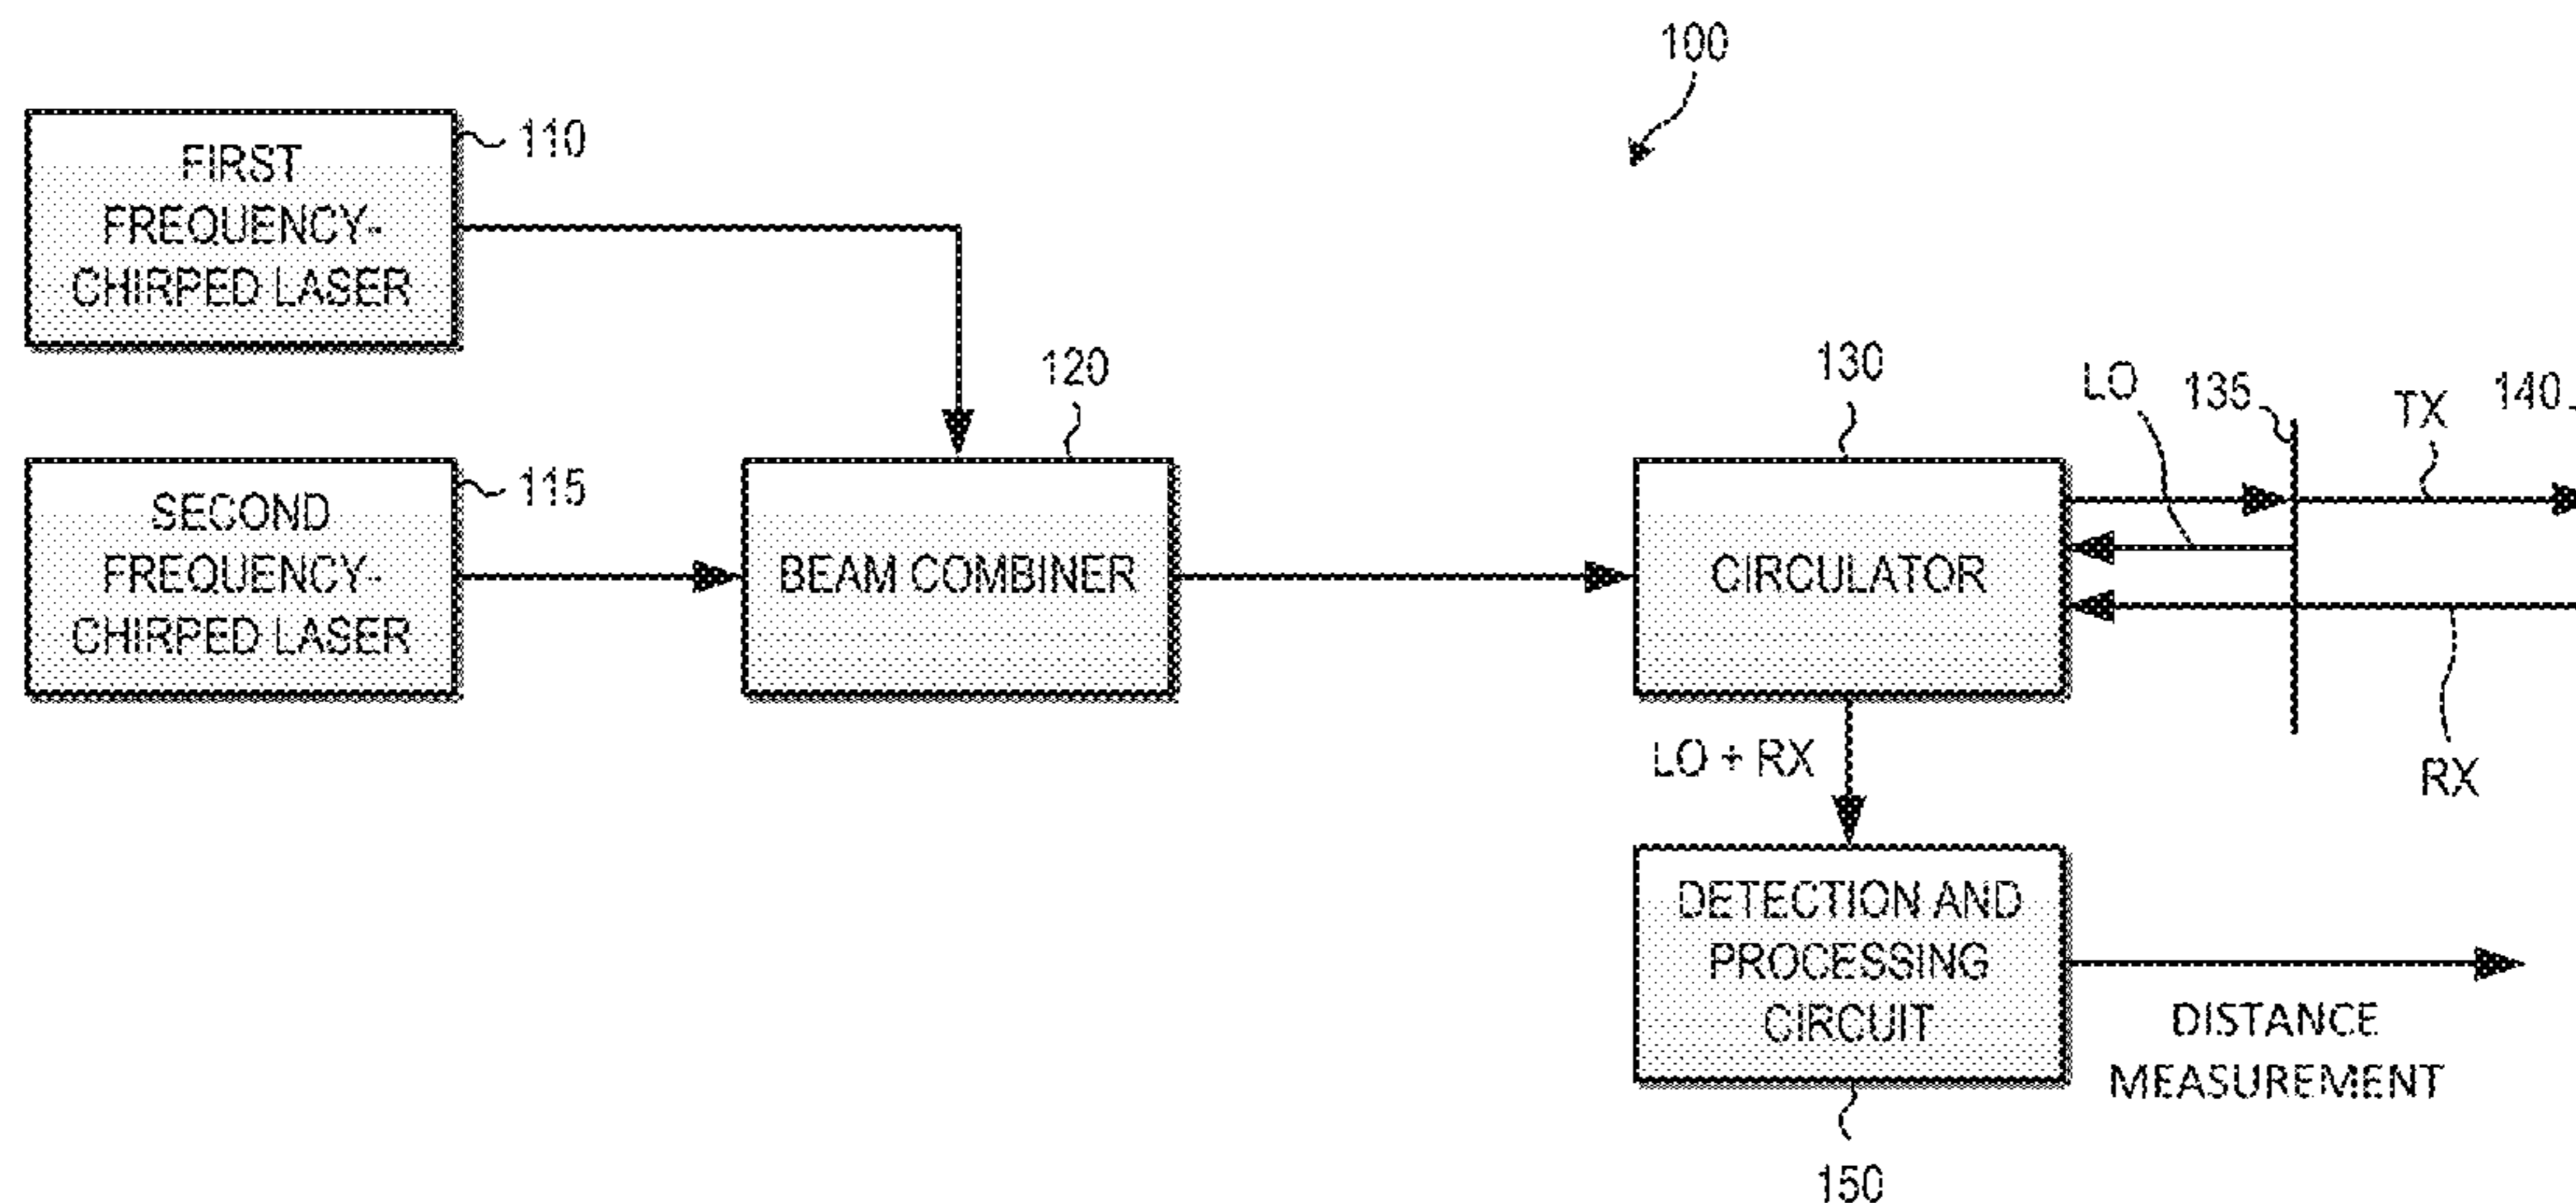 100
FIRST
FREQUENCY-
CHIRPED LASER
110
SECOND
FREQUENCY-
CHIRPED LASER
115
120
BEAM COMBINER
130
CIRCULATOR
LO
135
TX
140
RX
LO + RX
DETECTION AND
PROCESSING
CIRCUIT
150
DISTANCE
MEASUREMENT